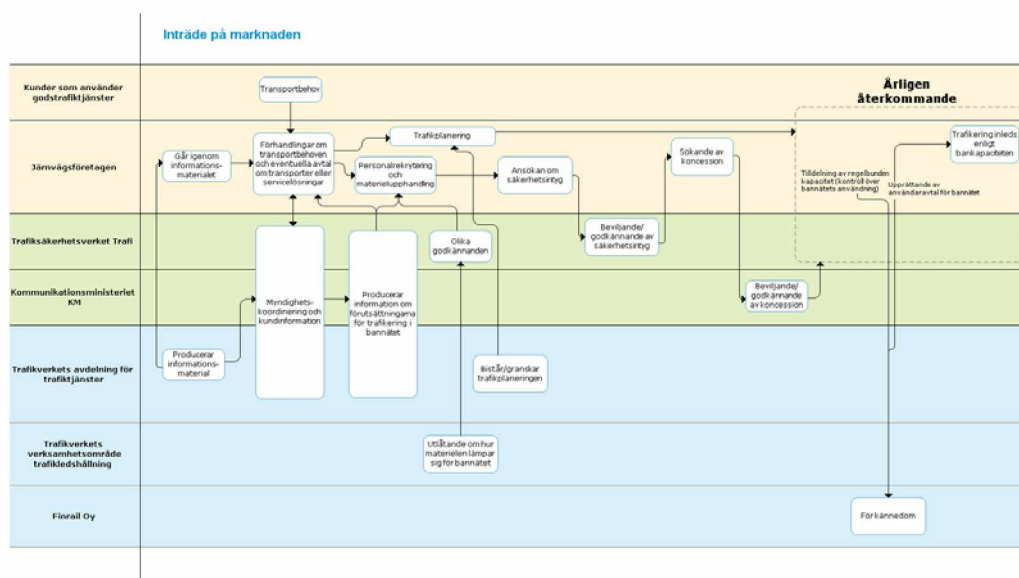 Inträde på marknaden
Kunder som använder
godstrafiktjänster
Transportbehov
Årligen
återkommande
Järnvägsföretagen
Går igenom
informations-
materialet
Förhandlingar om
transportbehoven
och eventuella avtal
om transporter eller
servicelösningar
Trafikplanering
Personalrekrytering
och
materielupphandling
Ansökan om
säkerhetsintyg
Sökande av
koncession
Tilldelning av regelbunden
kapacitet (kontroll över
bannätets användning)
Upprättande av
användaravtal för bannätet
Trafikering inleds
enligt
bankapaciteten
Trafiksäkerhetsverket Trafi
Olika
godkännanden
Beviljande/
godkännande av
säkerhetsintyg
Kommunikationsministeriet
KM
Myndighets-
koordinering och
kundinformation
Producerar
information om
förutsättningarna
för trafikering i
bannätet
Beviljande/
godkännande
av koncession
Trafikverkets avdelning för
trafiktjänster
Producerar
informations-
material
Bistår/granskar
trafikplaneringen
Trafikverkets
verksamhetsområde
trafikledshållning
Utlåtande om hur
materielen lämpar
sig för bannätet
Finrail Oy
För kännedom